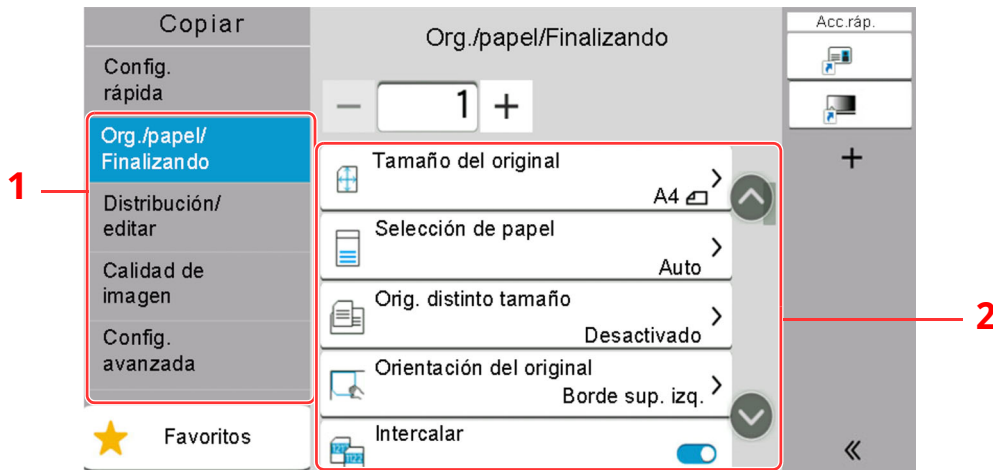 Copiar
Config.
rápida
Org./papel/
Finalizando
Distribución/
editar
Calidad de
imagen
Config.
avanzada
Favoritos
Org./papel/Finalizando
1
Tamaño del original
A4
Selección de papel
Auto
Orig. distinto tamaño
Desactivado
Orientación del original
Borde sup. izq.
Intercalar
Acc.ráp.
1
2